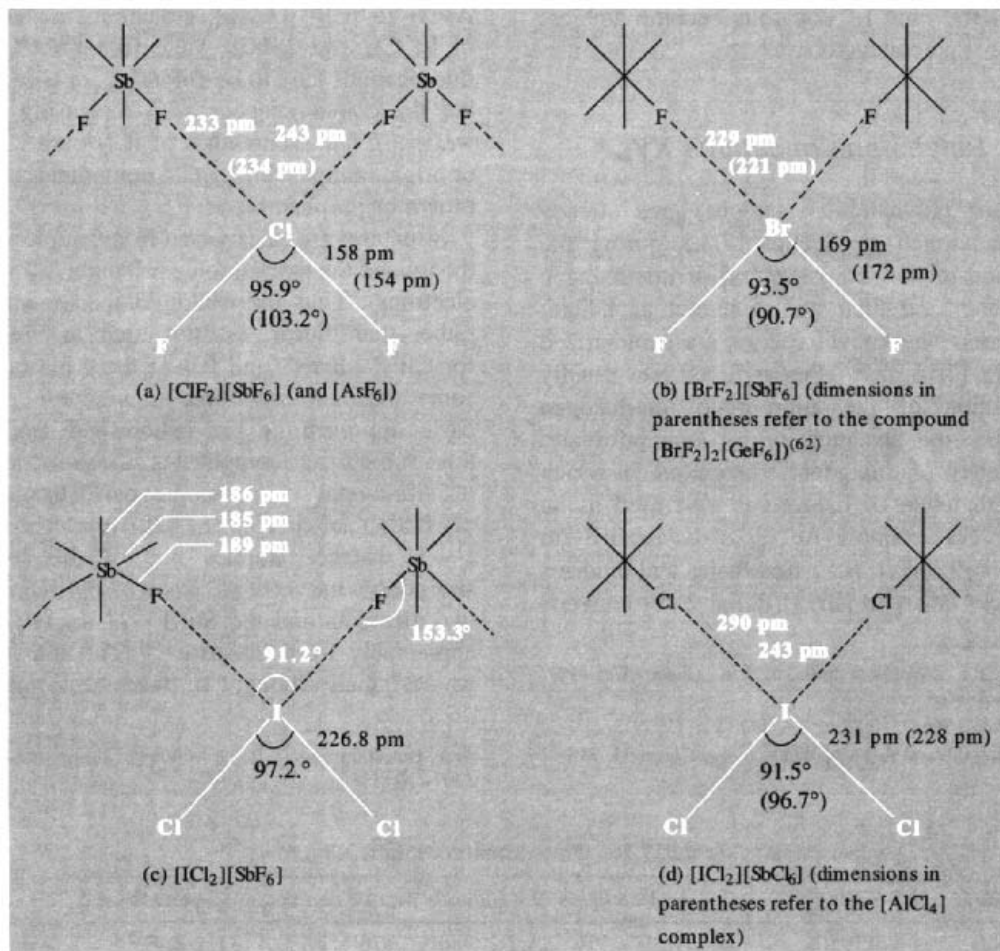 Sb
Sb
F
F
233 pm
243 pm
(234 pm)
F
F
Cl
158 pm
(154 pm)
95.9°
(103.2°)
F
F
(a) [ClF₂][SbF₆] (and [AsF₆])
F
229 pm
(221 pm)
F
Br
169 pm
(172 pm)
93.5°
(90.7°)
F
F
(b) [BrF₂][SbF₆] (dimensions in
parentheses refer to the compound
[BrF₂]₂[GeF₆])⁽⁶²⁾
186 pm
185 pm
189 pm
Sb
F
Sb
F
153.3°
91.2°
I
226.8 pm
97.2.°
Cl
Cl
(c) [ICl₂][SbF₆]
Cl
Cl
290 pm
243 pm
I
231 pm (228 pm)
91.5°
(96.7°)
Cl
Cl
(d) [ICl₂][SbCl₆] (dimensions in
parentheses refer to the [AlCl₄]
complex)